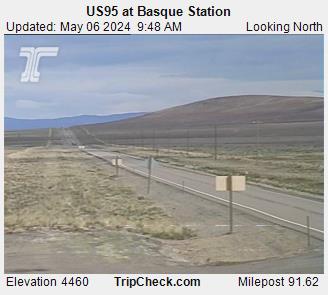 US95 at Basque Station
Updated: May 06 2024  9:48 AM
Looking North
Elevation 4460
TripCheck.com
Milepost 91.62